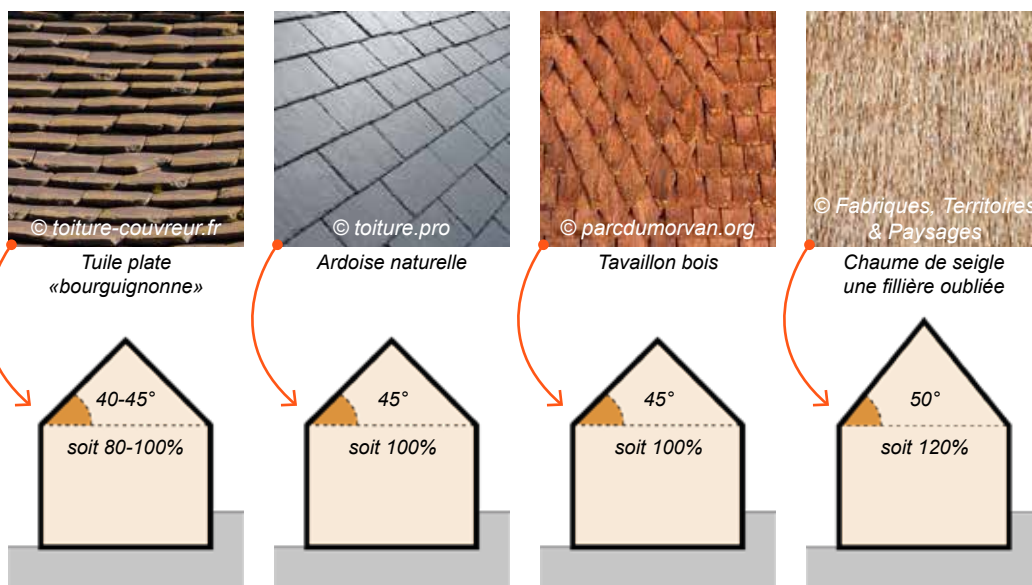 © toiture-couvreur.fr
Tuile plate
«bourguignonne»
40-45°
soit 80-100%
© toiture.pro
Ardoise naturelle
45°
soit 100%
© parcdumorvan.org
Tavaillon bois
45°
soit 100%
© Fabriques, Territoires
& Paysages
Chaume de seigle
une fillière oubliée
50°
soit 120%